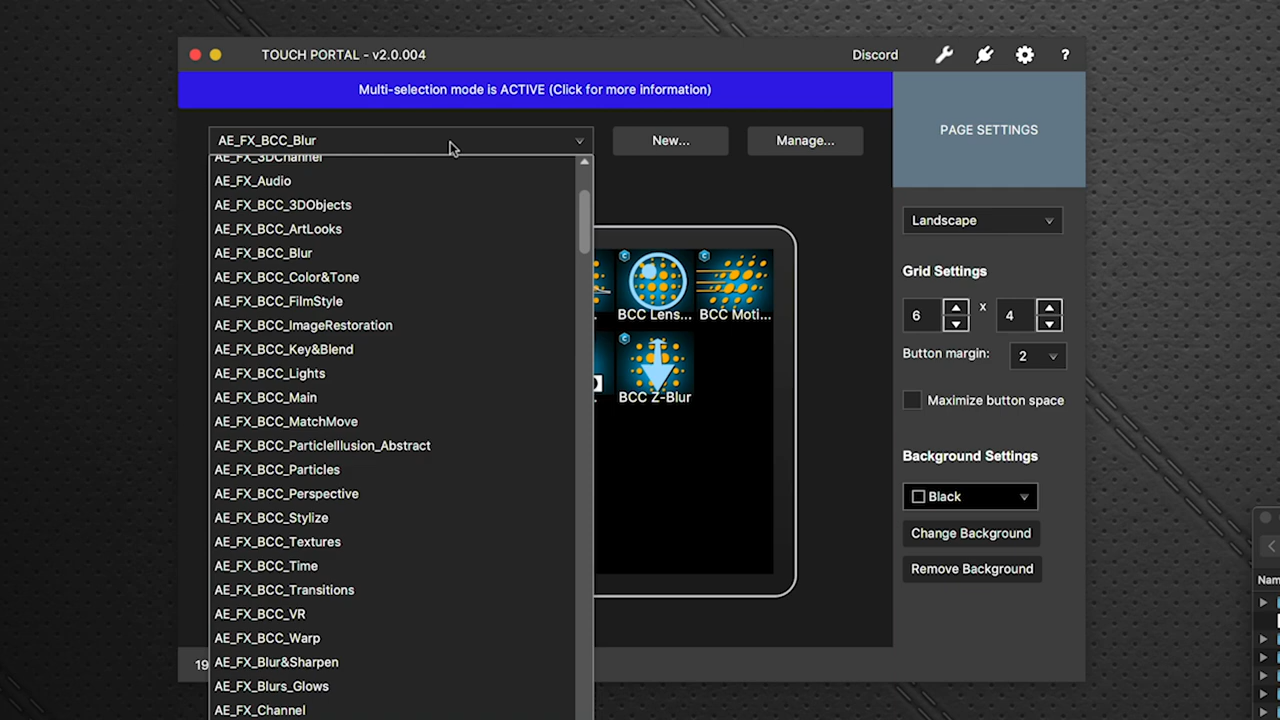 TOUCH PORTAL - v2.0.004
Discord
?
Multi-selection mode is ACTIVE (Click for more information)
PAGE SETTINGS
AE_FX_BCC_Blur
New...
Manage...
AE_FX_3DChannel
AE_FX_Audio
AE_FX_BCC_3DObjects
AE_FX_BCC_ArtLooks
AE_FX_BCC_Blur
AE_FX_BCC_Color&Tone
AE_FX_BCC_FilmStyle
AE_FX_BCC_ImageRestoration
AE_FX_BCC_Key&Blend
AE_FX_BCC_Lights
AE_FX_BCC_Main
AE_FX_BCC_MatchMove
AE_FX_BCC_ParticleIllusion_Abstract
AE_FX_BCC_Particles
AE_FX_BCC_Perspective
AE_FX_BCC_Stylize
AE_FX_BCC_Textures
AE_FX_BCC_Time
AE_FX_BCC_Transitions
AE_FX_BCC_VR
AE_FX_BCC_Warp
AE_FX_Blur&Sharpen
AE_FX_Blurs_Glows
AE_FX_Channel
BCC Lens...
BCC Moti...
BCC Z-Blur
Landscape
Grid Settings
6 x 4
Button margin: 2
Maximize button space
Background Settings
Black
Change Background
Remove Background
19
Nam